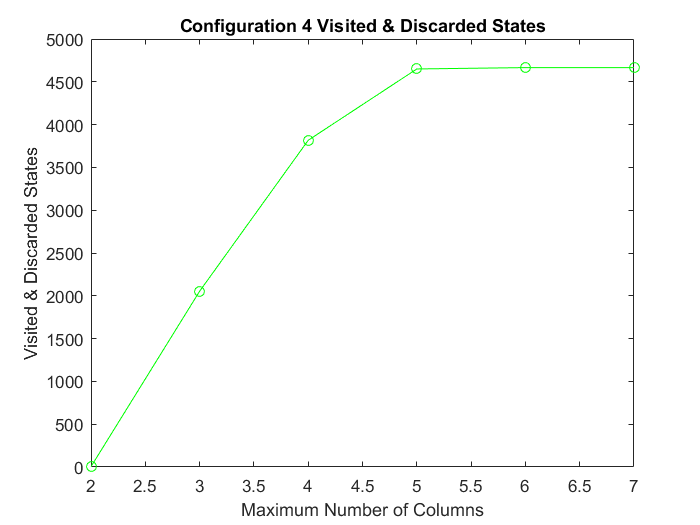 Configuration 4 Visited & Discarded States
5000
4500
4000
3500
3000
2500
2000
1500
1000
500
0
Visited & Discarded States
2 2.5 3 3.5 4 4.5 5 5.5 6 6.5 7
Maximum Number of Columns